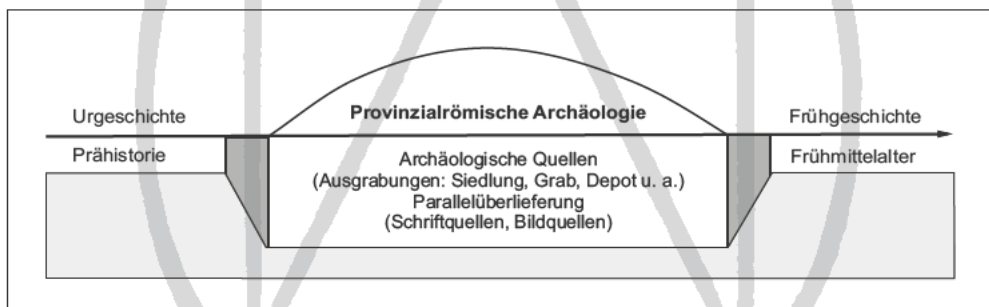 Urgeschichte
Provinzialrömische Archäologie
Frühgeschichte
Prähistorie
Archäologische Quellen
(Ausgrabungen: Siedlung, Grab, Depot u. a.)
Parallelüberlieferung
(Schriftquellen, Bildquellen)
Frühmittelalter